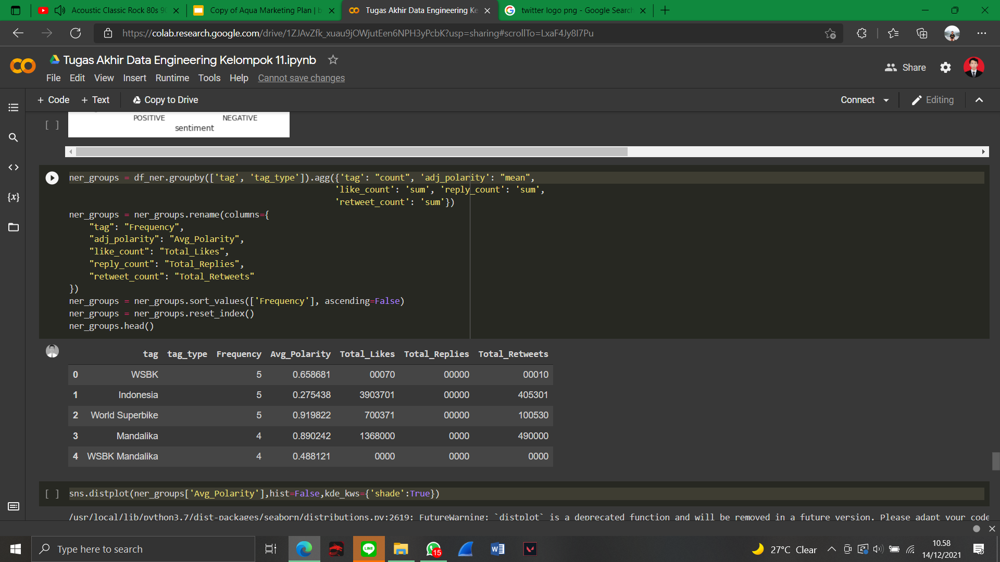 Acoustic Classic Rock 80s 90
Copy of Aqua Marketing Plan | b
Tugas Akhir Data Engineering Ke
twitter logo png - Google Search
https://colab.research.google.com/drive/1ZJAvZfk_xuau9jOWjutEen6NPH3yPcbK?usp=sharing#scrollTo=LxaF4Jy8I7Pu
Tugas Akhir Data Engineering Kelompok 11.ipynb
Share
File Edit View Insert Runtime Tools Help Cannot save changes
+ Code + Text Copy to Drive
Connect Editing
[ ]
POSITIVE NEGATIVE
sentiment
{x}
ner_groups = df_ner.groupby(['tag', 'tag_type']).agg({'tag': "count", 'adj_polarity': "mean",
'like_count': 'sum', 'reply_count': 'sum',
'retweet_count': 'sum'})
ner_groups = ner_groups.rename(columns={
"tag": "Frequency",
"adj_polarity": "Avg_Polarity",
"like_count": "Total_Likes",
"reply_count": "Total_Replies",
"retweet_count": "Total_Retweets"
})
ner_groups = ner_groups.sort_values(['Frequency'], ascending=False)
ner_groups = ner_groups.reset_index()
ner_groups.head()
tag tag_type Frequency Avg_Polarity Total_Likes Total_Replies Total_Retweets
0 WSBK 5 0.658681 00070 00000 00010
1 Indonesia 5 0.275438 3903701 00000 405301
2 World Superbike 5 0.919822 700371 00000 100530
3 Mandalika 4 0.890242 1368000 0000 490000
4 WSBK Mandalika 4 0.488121 0000 0000 0000
[ ] sns.distplot(ner_groups['Avg_Polarity'],hist=False,kde_kws={'shade':True})
/usr/local/lib/python3.7/dist-packages/seaborn/distributions.py:2619: FutureWarning: `distplot` is a deprecated function and will be removed in a future version. Please adapt your code
Type here to search
LINE
15
27°C Clear
10.58
14/12/2021